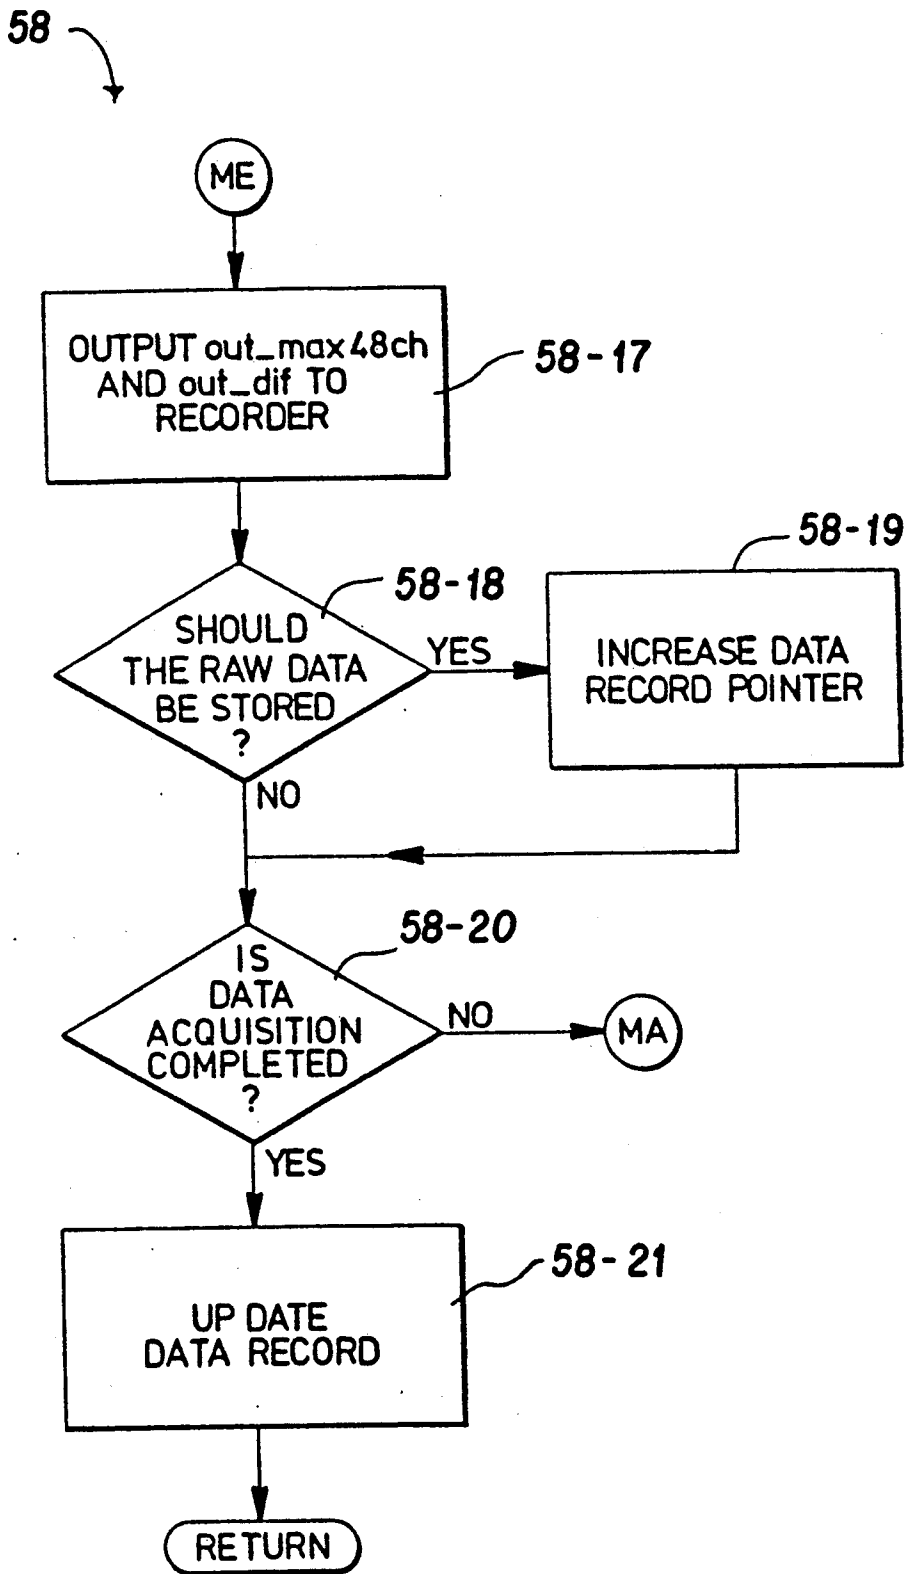 58
ME
OUTPUT out_max48ch
AND out_dif TO
RECORDER
58-17
58-18
SHOULD
THE RAW DATA
BE STORED
?
YES
NO
58-19
INCREASE DATA
RECORD POINTER
58-20
IS
DATA
ACQUISITION
COMPLETED
?
NO
MA
YES
58-21
UP DATE
DATA RECORD
RETURN